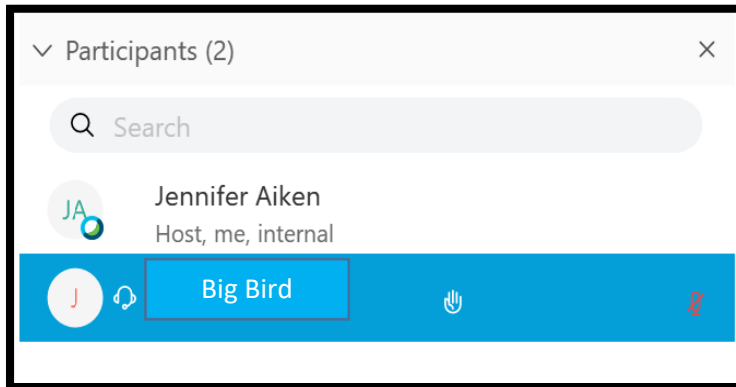 Participants (2)
Search
JA
Jennifer Aiken
Host, me, internal
J
Big Bird